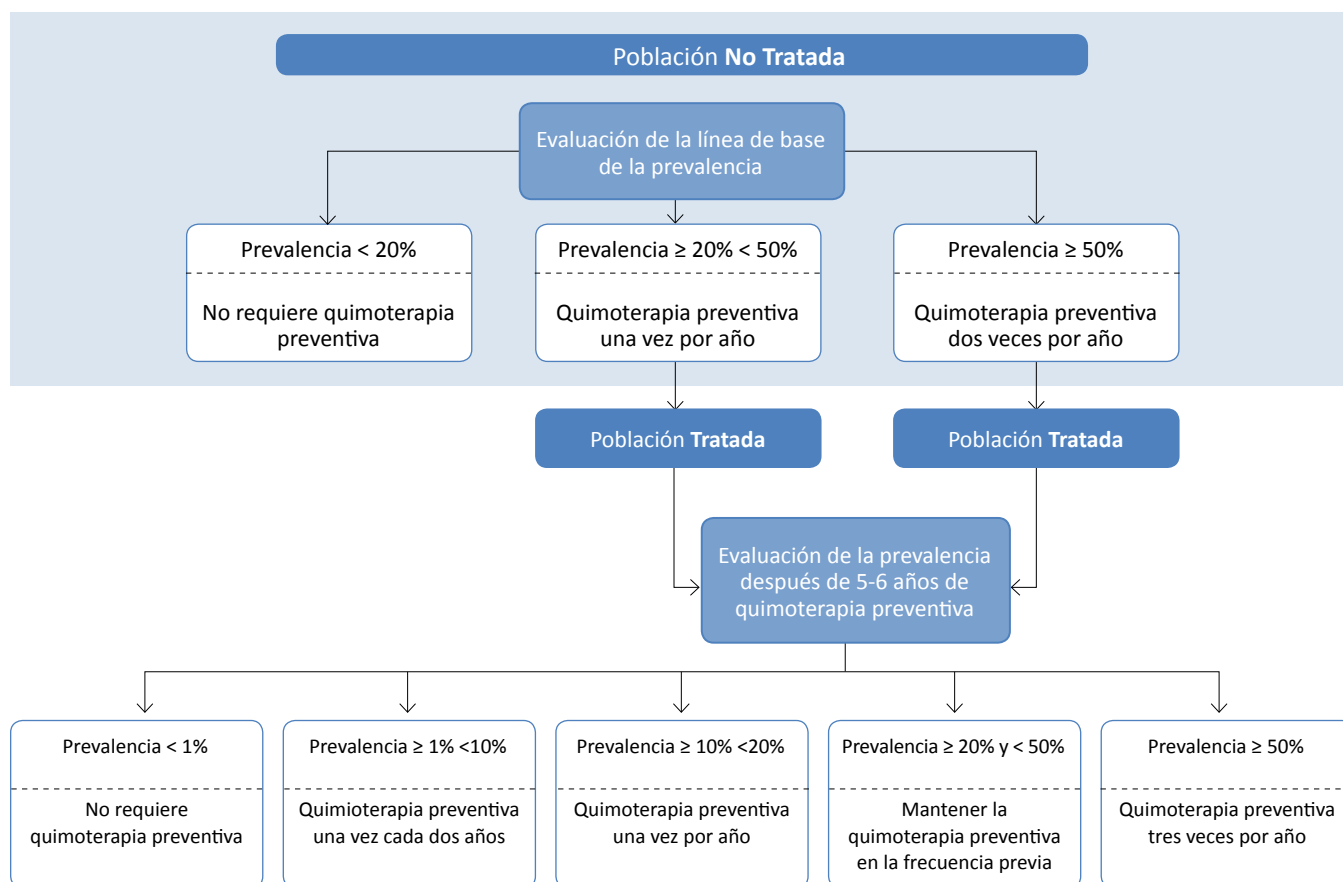 Población No Tratada
Evaluación de la línea de base
de la prevalencia
Prevalencia < 20%
No requiere quimoterapia
preventiva
Prevalencia ≥ 20% < 50%
Quimoterapia preventiva
una vez por año
Prevalencia ≥ 50%
Quimoterapia preventiva
dos veces por año
Población Tratada
Población Tratada
Evaluación de la prevalencia
después de 5-6 años de
quimoterapia preventiva
Prevalencia < 1%
No requiere
quimoterapia preventiva
Prevalencia ≥ 1% <10%
Quimioterapia preventiva
una vez cada dos años
Prevalencia ≥ 10% <20%
Quimoterapia preventiva
una vez por año
Prevalencia ≥ 20% y < 50%
Mantener la
quimoterapia preventiva
en la frecuencia previa
Prevalencia ≥ 50%
Quimoterapia preventiva
tres veces por año